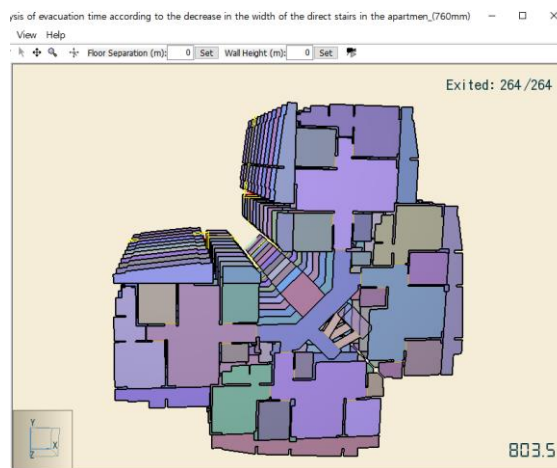 ysis of evacuation time according to the decrease in the width of the direct stairs in the apartmen_(760mm)
View Help
Floor Separation (m): 0 Set Wall Height (m): 0 Set
Exited: 264/264
Y
X
Z
803.5